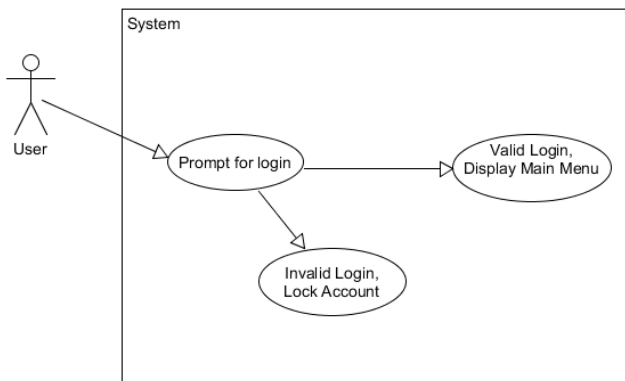 System
User
Prompt for login
Valid Login,
Display Main Menu
Invalid Login,
Lock Account